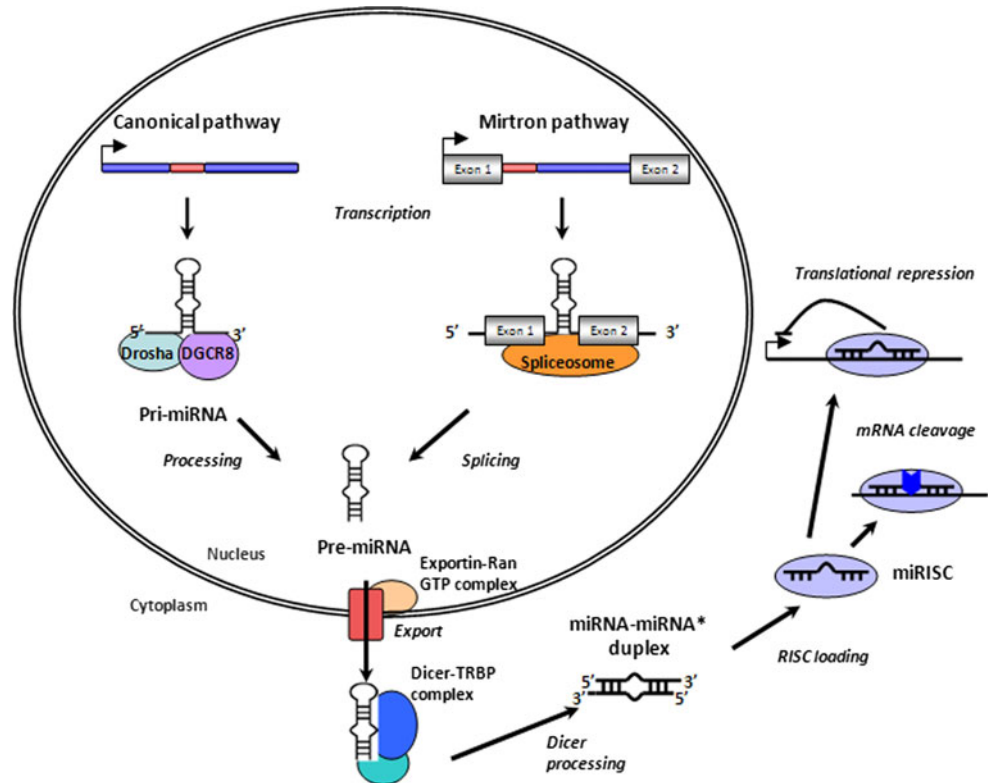 Canonical pathway
Mirtron pathway
Exon 1
Exon 2
Transcription
5′
3′
Drosha
DGCR8
5′
Exon 1
Exon 2
3′
Spliceosome
Pri-miRNA
Processing
Splicing
Pre-miRNA
Nucleus
Cytoplasm
Exportin-Ran
GTP complex
Export
Dicer-TRBP
complex
Dicer
processing
miRNA-miRNA*
duplex
5′
3′
3′
5′
RISC loading
miRISC
mRNA cleavage
Translational repression